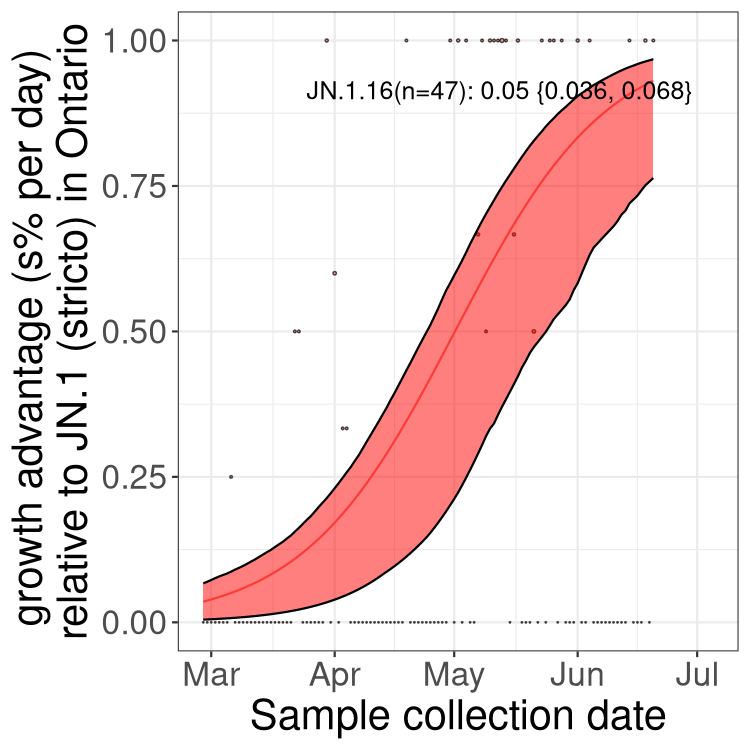 growth advantage (s% per day)
relative to JN.1 (stricto) in Ontario
1.00
0.75
0.50
0.25
0.00
JN.1.16(n=47): 0.05 {0.036, 0.068}
Mar Apr May Jun Jul
Sample collection date